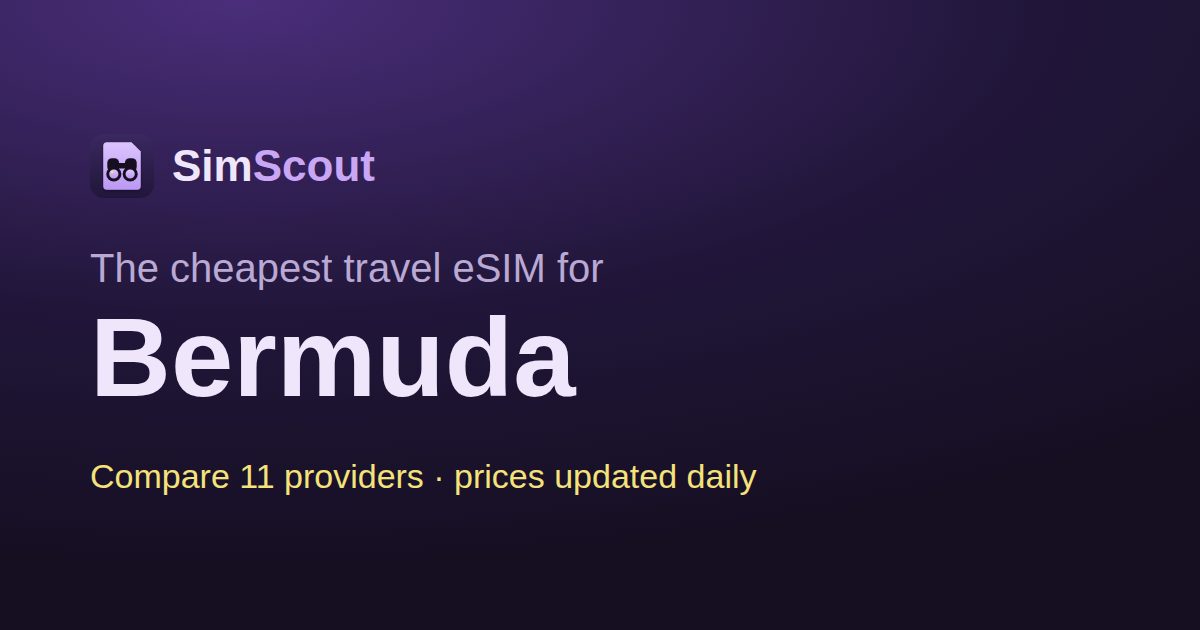 SimScout
The cheapest travel eSIM for
Bermuda
Compare 11 providers · prices updated daily